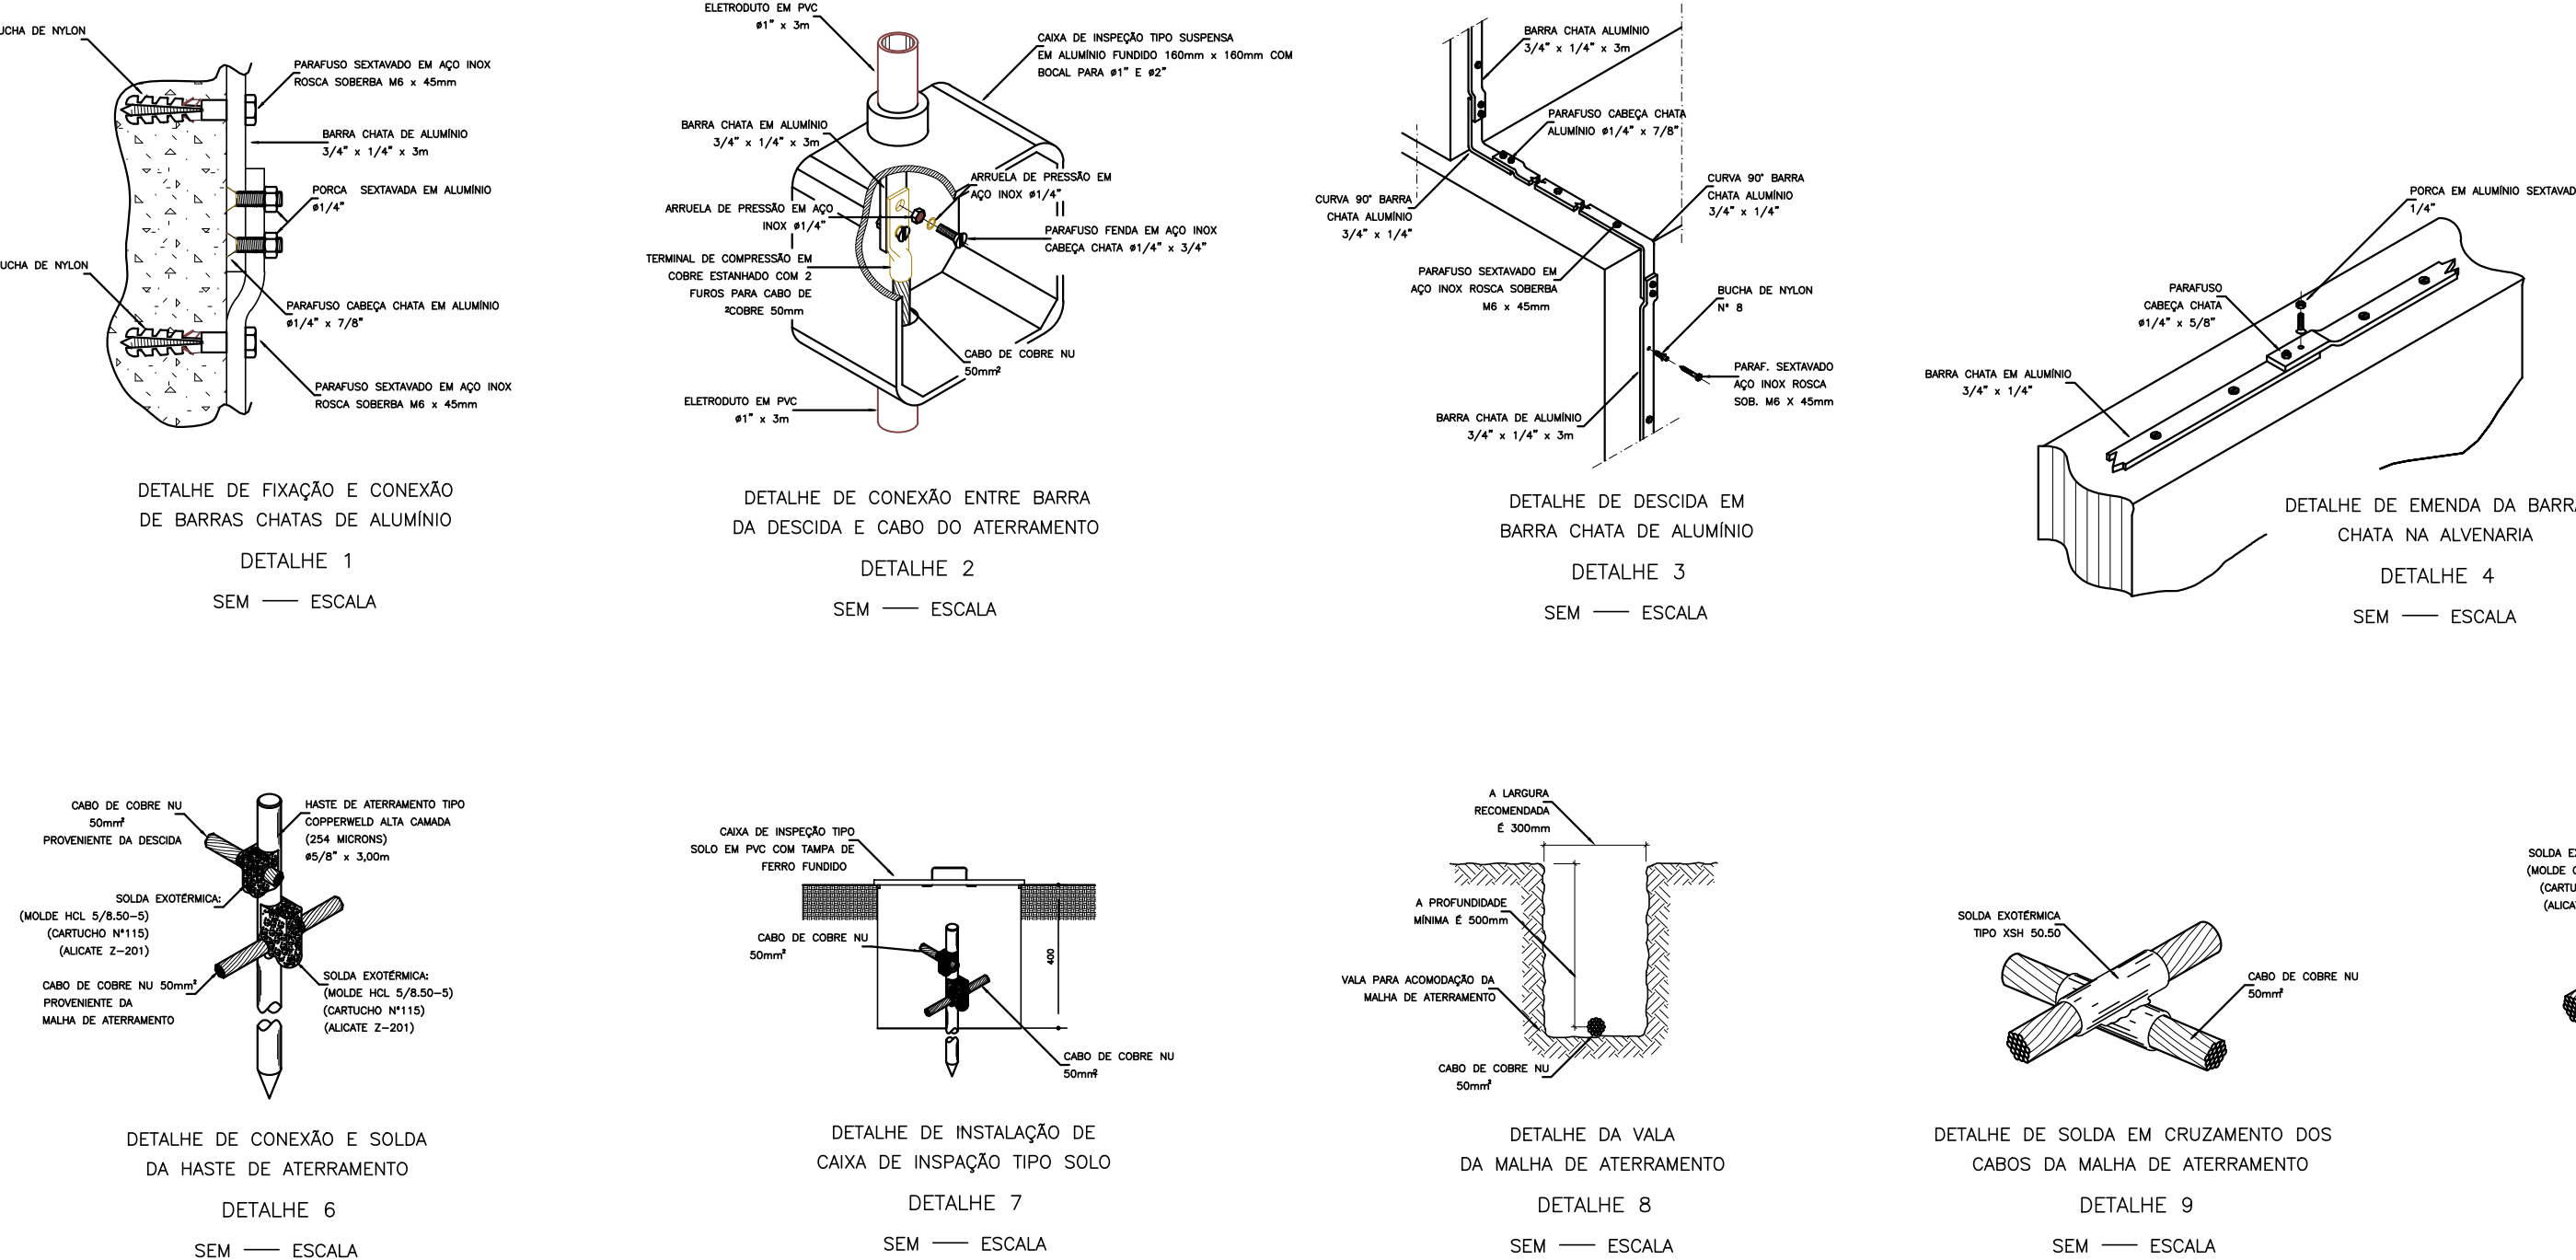 BUCHA DE NYLON
PARAFUSO SEXTAVADO EM AÇO INOX
ROSCA SOBERBA M6 x 45mm
BARRA CHATA DE ALUMÍNIO
3/4" x 1/4" x 3m
PORCA SEXTAVADA EM ALUMÍNIO
ø1/4"
BUCHA DE NYLON
PARAFUSO CABEÇA CHATA EM ALUMÍNIO
ø1/4" x 7/8"
PARAFUSO SEXTAVADO EM AÇO INOX
ROSCA SOBERBA M6 x 45mm
DETALHE DE FIXAÇÃO E CONEXÃO
DE BARRAS CHATAS DE ALUMÍNIO
DETALHE 1
SEM — ESCALA
ELETRODUTO EM PVC
ø1" x 3m
CAIXA DE INSPEÇÃO TIPO SUSPENSA
EM ALUMÍNIO FUNDIDO 160mm x 160mm COM
BOCAL PARA ø1" E ø2"
BARRA CHATA EM ALUMÍNIO
3/4" x 1/4" x 3m
ARRUELA DE PRESSÃO EM
AÇO INOX ø1/4"
ARRUELA DE PRESSÃO EM AÇO
INOX ø1/4"
PARAFUSO FENDA EM AÇO INOX
CABEÇA CHATA ø1/4" x 3/4"
TERMINAL DE COMPRESSÃO EM
COBRE ESTANHADO COM 2
FUROS PARA CABO DE
²COBRE 50mm
CABO DE COBRE NU
50mm²
ELETRODUTO EM PVC
ø1" x 3m
DETALHE DE CONEXÃO ENTRE BARRA
DA DESCIDA E CABO DO ATERRAMENTO
DETALHE 2
SEM — ESCALA
BARRA CHATA ALUMÍNIO
3/4" x 1/4" x 3m
PARAFUSO CABEÇA CHATA
ALUMÍNIO ø1/4" x 7/8"
CURVA 90° BARRA
CHATA ALUMÍNIO
3/4" x 1/4"
CURVA 90° BARRA
CHATA ALUMÍNIO
3/4" x 1/4"
PARAFUSO SEXTAVADO EM
AÇO INOX ROSCA SOBERBA
M6 x 45mm
BUCHA DE NYLON
N° 8
PARAF. SEXTAVADO
AÇO INOX ROSCA
SOB. M6 X 45mm
BARRA CHATA DE ALUMÍNIO
3/4" x 1/4" x 3m
DETALHE DE DESCIDA EM
BARRA CHATA DE ALUMÍNIO
DETALHE 3
SEM — ESCALA
PORCA EM ALUMÍNIO SEXTAVAD
1/4"
PARAFUSO
CABEÇA CHATA
ø1/4" x 5/8"
BARRA CHATA EM ALUMÍNIO
3/4" x 1/4"
DETALHE DE EMENDA DA BARRA
CHATA NA ALVENARIA
DETALHE 4
SEM — ESCALA
CABO DE COBRE NU
50mm²
PROVENIENTE DA DESCIDA
HASTE DE ATERRAMENTO TIPO
COPPERWELD ALTA CAMADA
(254 MICRONS)
ø5/8" x 3,00m
SOLDA EXOTÉRMICA:
(MOLDE HCL 5/8.50-5)
(CARTUCHO N°115)
(ALICATE Z-201)
CABO DE COBRE NU 50mm²
PROVENIENTE DA
MALHA DE ATERRAMENTO
SOLDA EXOTÉRMICA:
(MOLDE HCL 5/8.50-5)
(CARTUCHO N°115)
(ALICATE Z-201)
DETALHE DE CONEXÃO E SOLDA
DA HASTE DE ATERRAMENTO
DETALHE 6
SEM — ESCALA
CAIXA DE INSPEÇÃO TIPO
SOLO EM PVC COM TAMPA DE
FERRO FUNDIDO
CABO DE COBRE NU
50mm²
400
CABO DE COBRE NU
50mm²
DETALHE DE INSTALAÇÃO DE
CAIXA DE INSPAÇÃO TIPO SOLO
DETALHE 7
SEM — ESCALA
A LARGURA
RECOMENDADA
É 300mm
A PROFUNDIDADE
MÍNIMA É 500mm
VALA PARA ACOMODAÇÃO DA
MALHA DE ATERRAMENTO
CABO DE COBRE NU
50mm²
DETALHE DA VALA
DA MALHA DE ATERRAMENTO
DETALHE 8
SEM — ESCALA
SOLDA EXOTÉRMICA
TIPO XSH 50.50
CABO DE COBRE NU
50mm²
DETALHE DE SOLDA EM CRUZAMENTO DOS
CABOS DA MALHA DE ATERRAMENTO
DETALHE 9
SEM — ESCALA
SOLDA E
(MOLDE
(CARTU
(ALICA